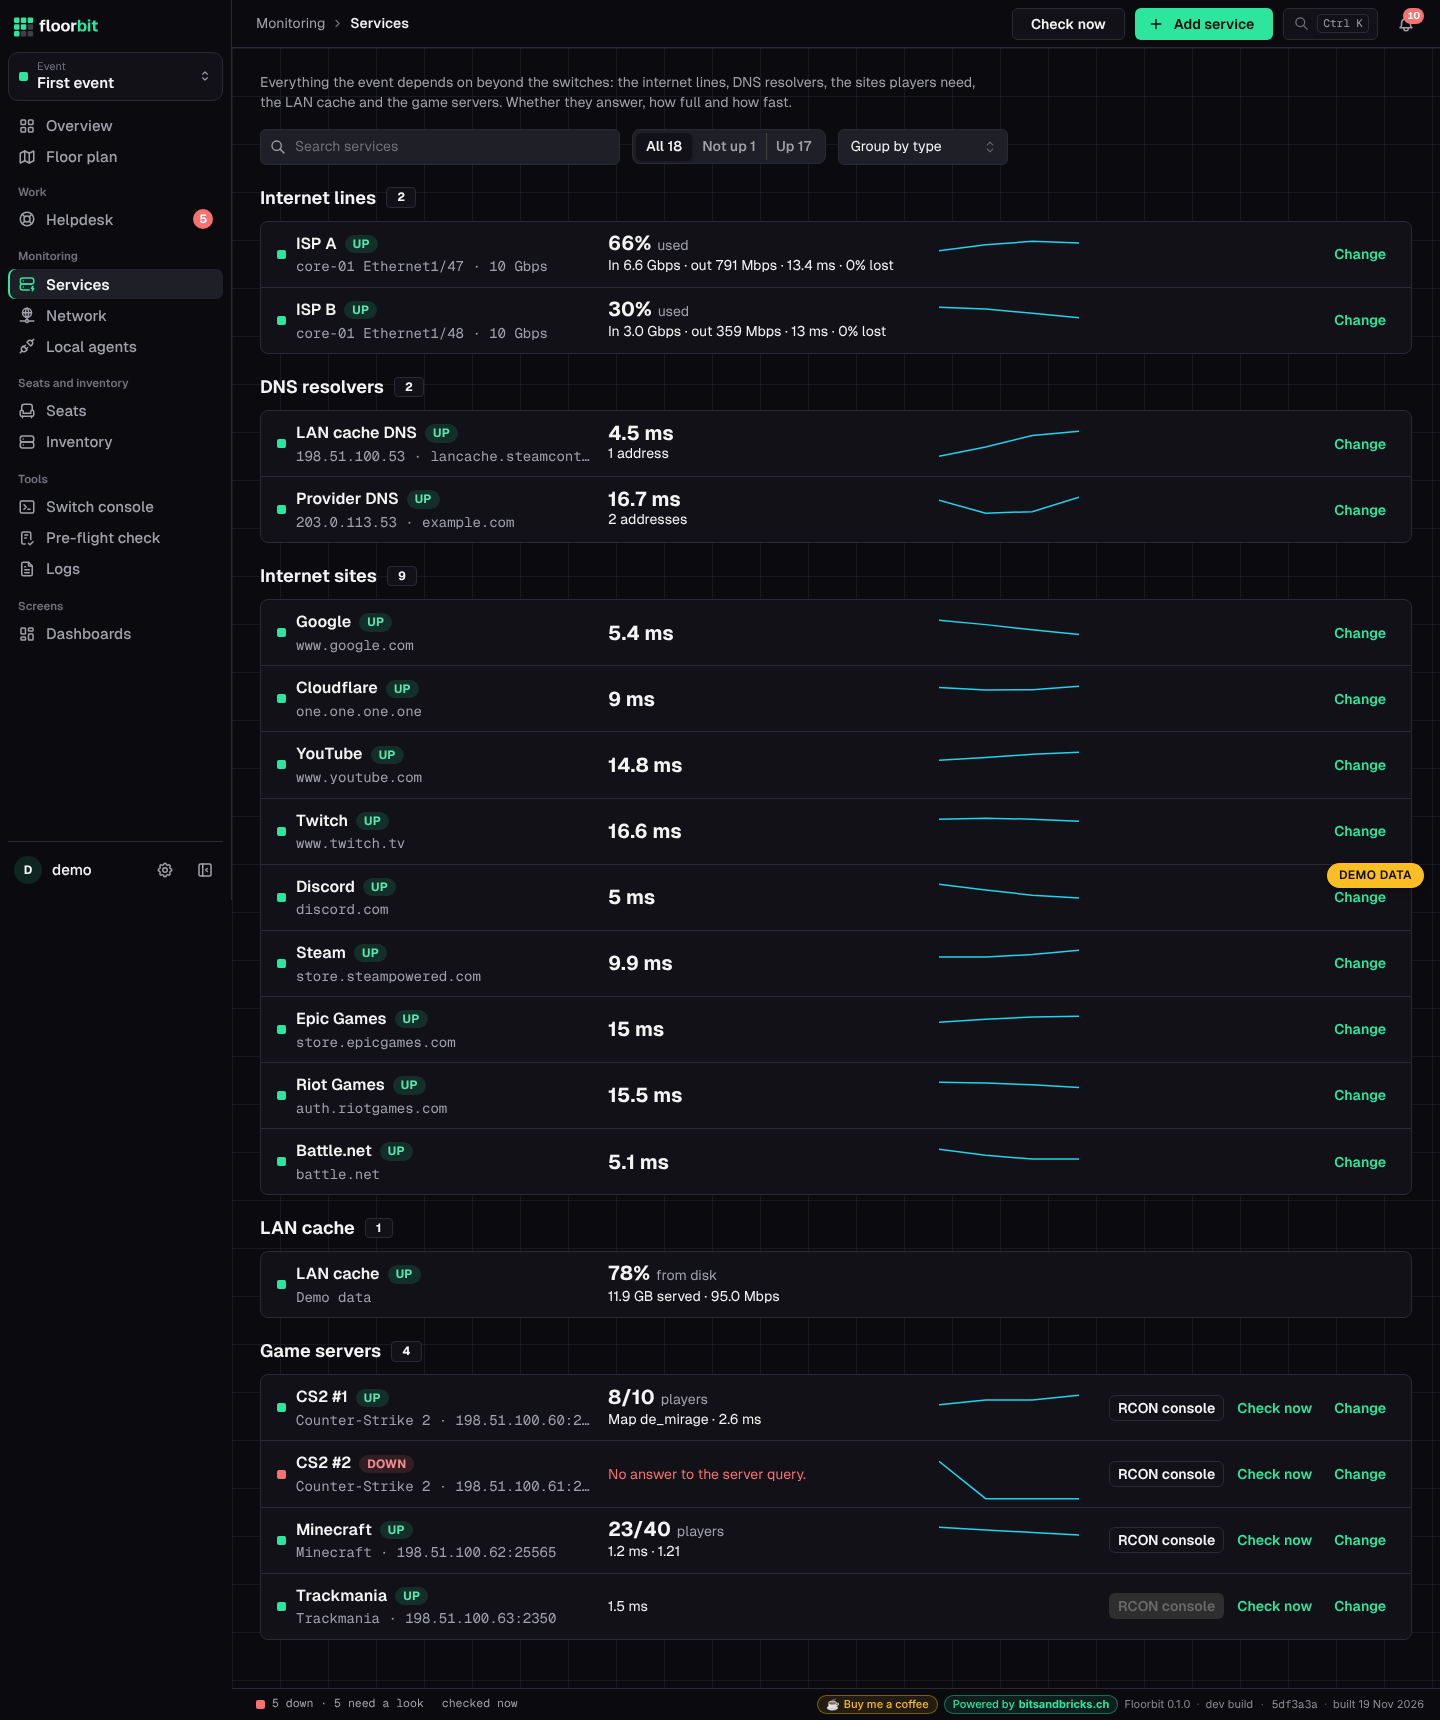 floorbit
Event
First event
Overview
Floor plan
Work
Helpdesk
5
Monitoring
Services
Network
Local agents
Seats and inventory
Seats
Inventory
Tools
Switch console
Pre-flight check
Logs
Screens
Dashboards
D
demo
Monitoring > Services
Check now
+ Add service
Ctrl K
10
Everything the event depends on beyond the switches: the internet lines, DNS resolvers, the sites players need,
the LAN cache and the game servers. Whether they answer, how full and how fast.
Search services
All 18
Not up 1
Up 17
Group by type
Internet lines 2
ISP A UP
core-01 Ethernet1/47 · 10 Gbps
66% used
In 6.6 Gbps · out 791 Mbps · 13.4 ms · 0% lost
Change
ISP B UP
core-01 Ethernet1/48 · 10 Gbps
30% used
In 3.0 Gbps · out 359 Mbps · 13 ms · 0% lost
Change
DNS resolvers 2
LAN cache DNS UP
198.51.100.53 · lancache.steamcont…
4.5 ms
1 address
Change
Provider DNS UP
203.0.113.53 · example.com
16.7 ms
2 addresses
Change
Internet sites 9
Google UP
www.google.com
5.4 ms
Change
Cloudflare UP
one.one.one.one
9 ms
Change
YouTube UP
www.youtube.com
14.8 ms
Change
Twitch UP
www.twitch.tv
16.6 ms
Change
DEMO DATA
Discord UP
discord.com
5 ms
Change
Steam UP
store.steampowered.com
9.9 ms
Change
Epic Games UP
store.epicgames.com
15 ms
Change
Riot Games UP
auth.riotgames.com
15.5 ms
Change
Battle.net UP
battle.net
5.1 ms
Change
LAN cache 1
LAN cache UP
Demo data
78% from disk
11.9 GB served · 95.0 Mbps
Game servers 4
CS2 #1 UP
Counter-Strike 2 · 198.51.100.60:2…
8/10 players
Map de_mirage · 2.6 ms
RCON console
Check now
Change
CS2 #2 DOWN
Counter-Strike 2 · 198.51.100.61:2…
No answer to the server query.
RCON console
Check now
Change
Minecraft UP
Minecraft · 198.51.100.62:25565
23/40 players
1.2 ms · 1.21
RCON console
Check now
Change
Trackmania UP
Trackmania · 198.51.100.63:2350
1.5 ms
RCON console
Check now
Change
5 down · 5 need a look checked now
☕ Buy me a coffee
Powered by bitsandbricks.ch
Floorbit 0.1.0 · dev build · 5df3a3a · built 19 Nov 2026